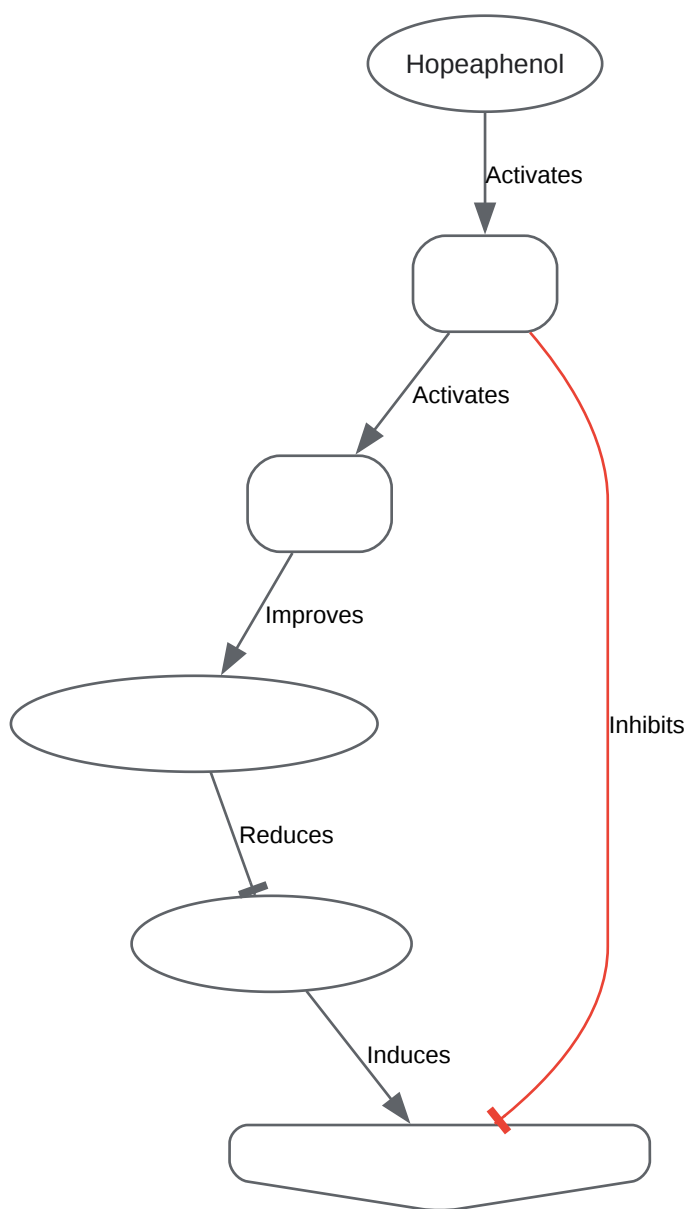 Hopeaphenol
Activates
Activates
Improves
Inhibits
Reduces
Induces